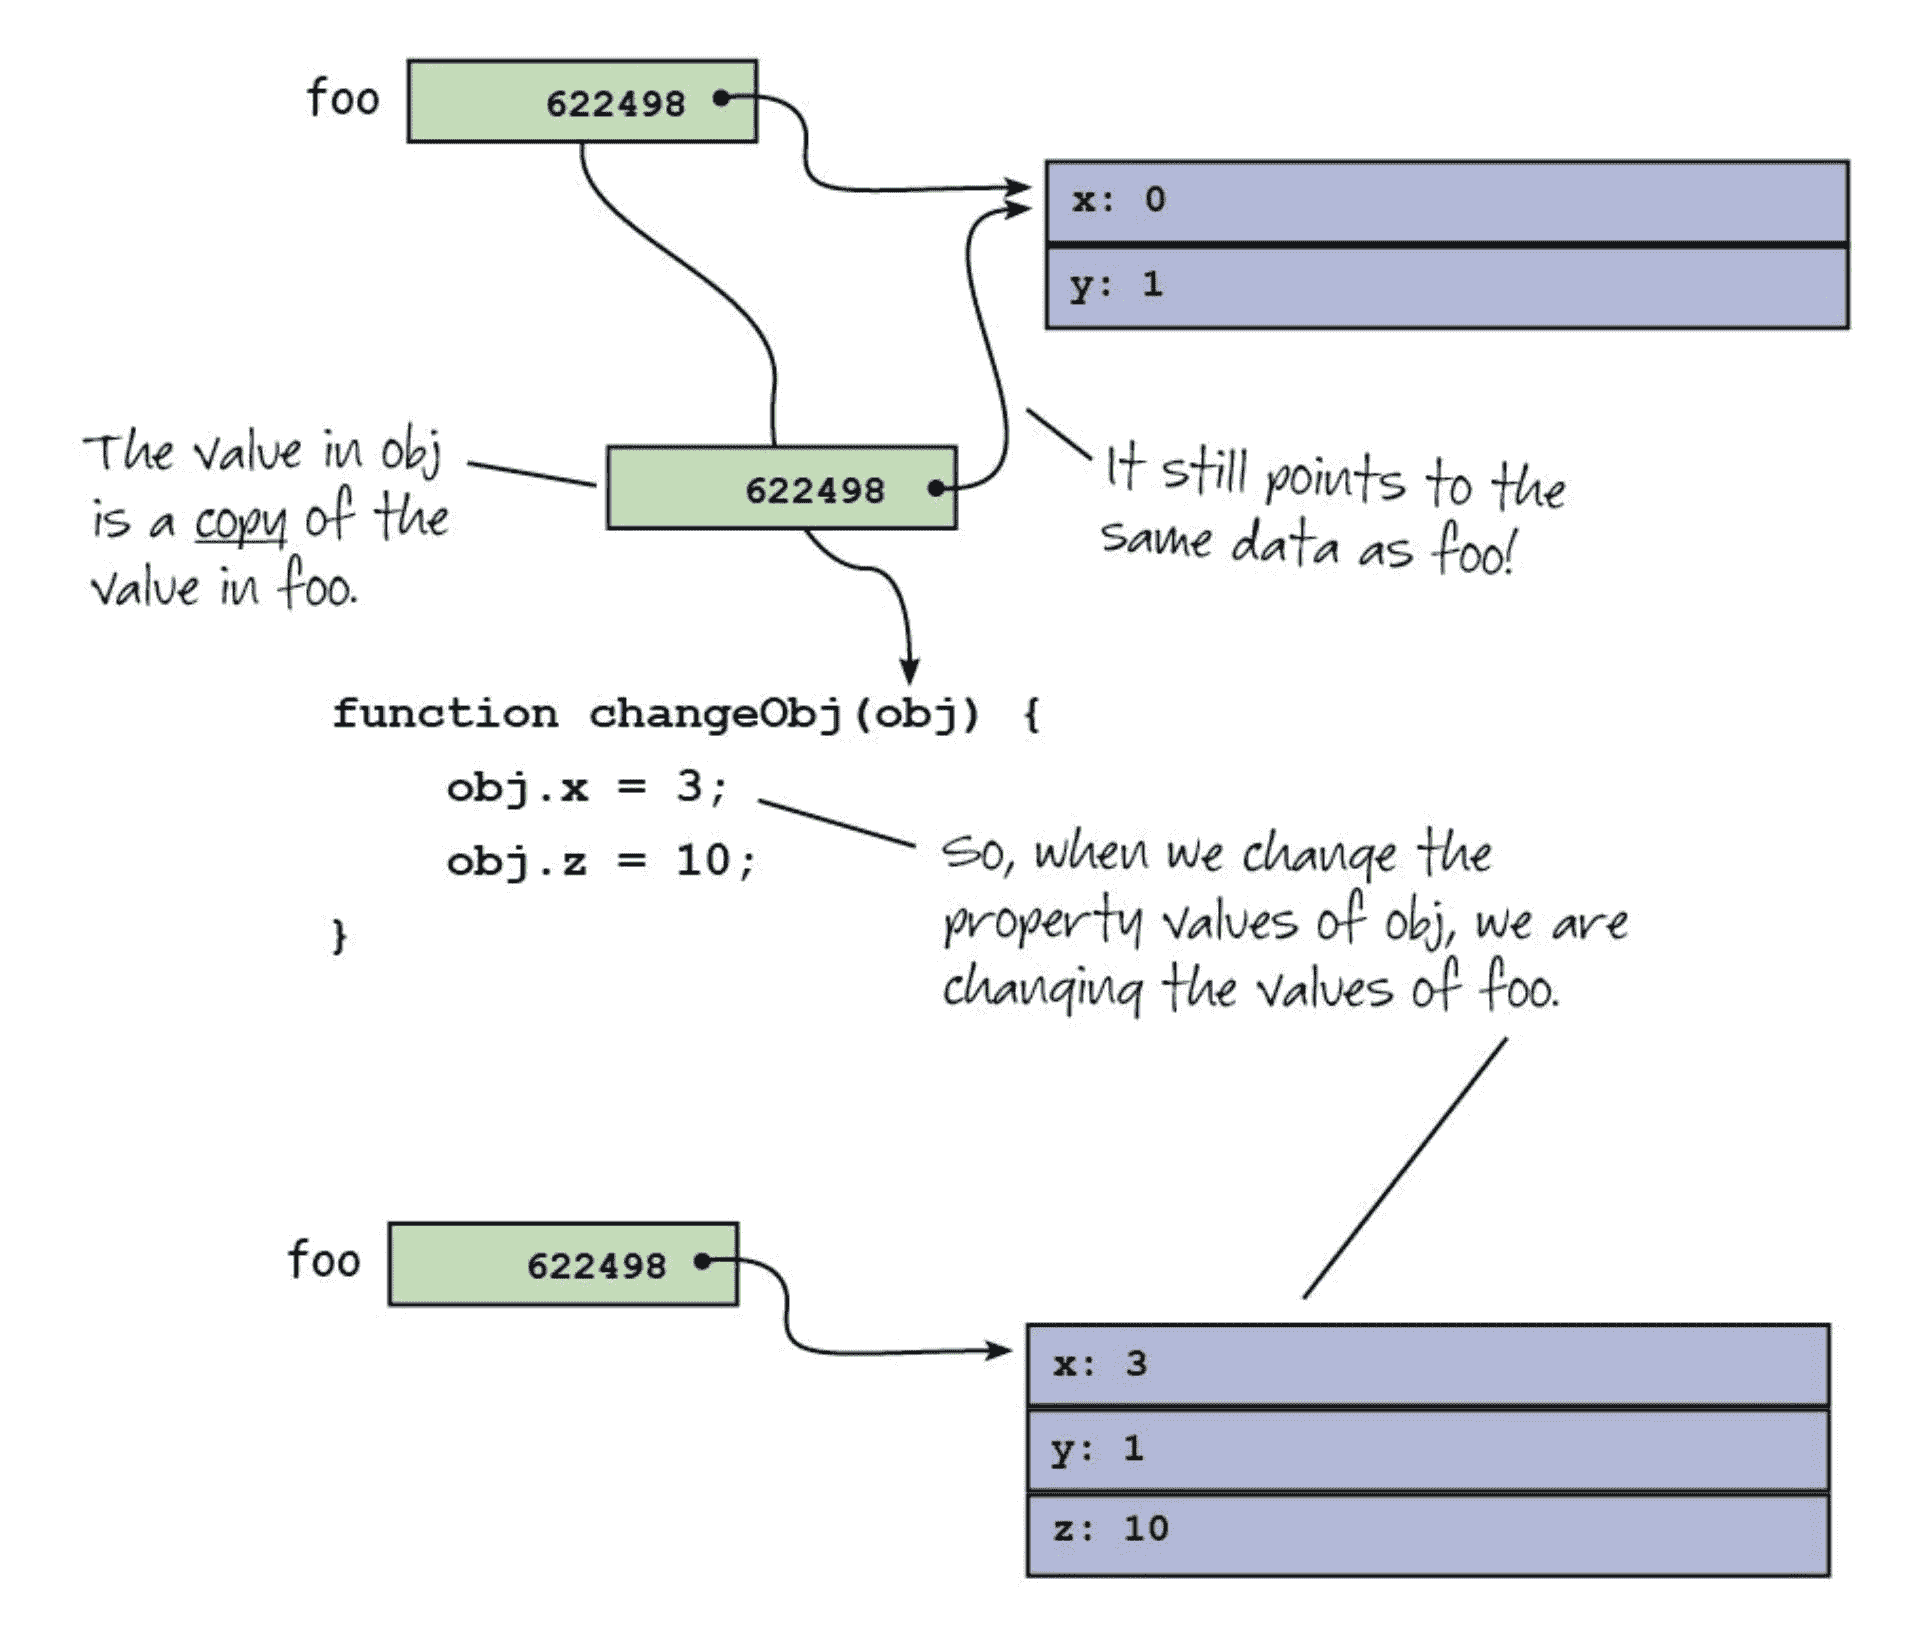 foo 622498
x: 0
y: 1
The value in obj
is a copy of the
value in foo.
622498
It still points to the
same data as foo!
function changeObj(obj) {
obj.x = 3;
obj.z = 10;
}
So, when we change the
property values of obj, we are
changing the values of foo.
foo 622498
x: 3
y: 1
z: 10